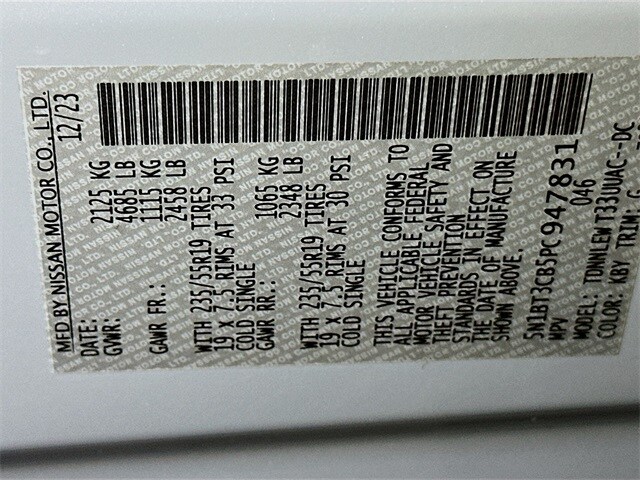 MFD BY NISSAN MOTOR CO., LTD.
DATE: 12/23
GVWR: 2125 KG
4685 LB
GAWR FR.: 1115 KG
2458 LB
WITH 235/55R19 TIRES
19 x 7.5 RIMS AT 33 PSI
COLD SINGLE
GAWR RR.: 1065 KG
2348 LB
WITH 235/55R19 TIRES
19 x 7.5 RIMS AT 30 PSI
COLD SINGLE
THIS VEHICLE CONFORMS TO
ALL APPLICABLE FEDERAL
MOTOR VEHICLE SAFETY AND
THEFT PREVENTION
STANDARDS IN EFFECT ON
THE DATE OF MANUFACTURE
SHOWN ABOVE.
5N1BT3CB5PC947831
MPV 046
MODEL: TDNNLEW T33UUAC--DC
COLOR: KBY TRIM: G